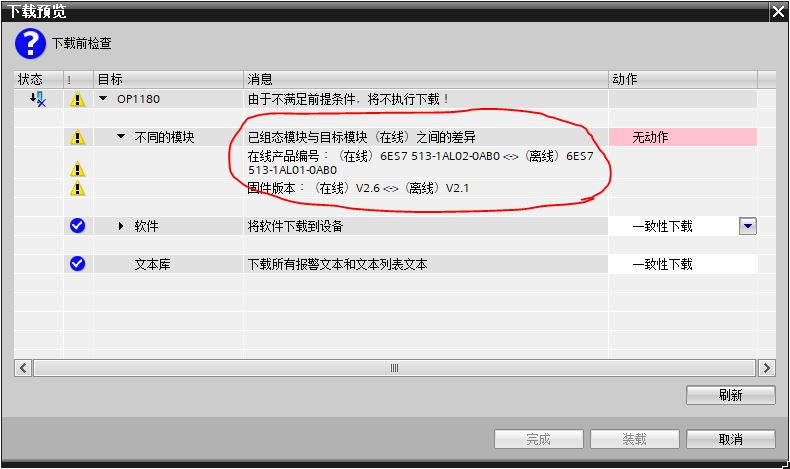 下载预览
下载前检查
状态 ! 目标 消息 动作
OP1180 由于不满足前提条件，将不执行下载！
不同的模块 已组态模块与目标模块（在线）之间的差异 无动作
在线产品编号：（在线）6ES7 513-1AL02-0AB0 <-> （离线）6ES7
513-1AL01-0AB0
固件版本：（在线）V2.6 <-> （离线）V2.1
软件 将软件下载到设备 一致性下载
文本库 下载所有报警文本和文本列表文本 一致性下载
刷新
完成 装载 取消